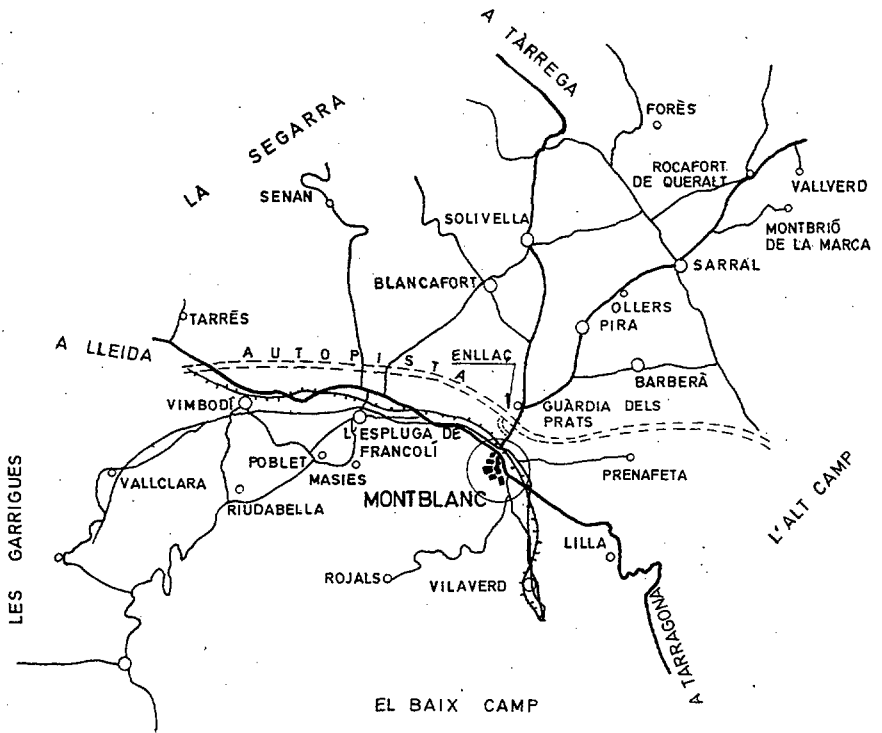 A TÀRREGA
FORÈS
LA SEGARRA
ROCAFORT
DE QUERALT
VALLVERD
SENAN
SOLIVELLA
MONTBRIÓ
DE LA MARCA
SARRÀL
BLANCAFORT
OLLERS
PIRA
TARRÉS
A LLEIDA
AUTOPISTA
ENLLAÇ
BARBERÀ
VIMBODÍ
GUÀRDIA DELS
PRATS
L'ESPLUGA DE
FRANCOLÍ
POBLET
MASIES
VALLCLARA
PRENAFETA
RIUDABELLA
MONTBLANC
L'ALT CAMP
LES GARRIGUES
LILLA
ROJALS
VILAVERD
A TARRAGONA
EL BAIX CAMP